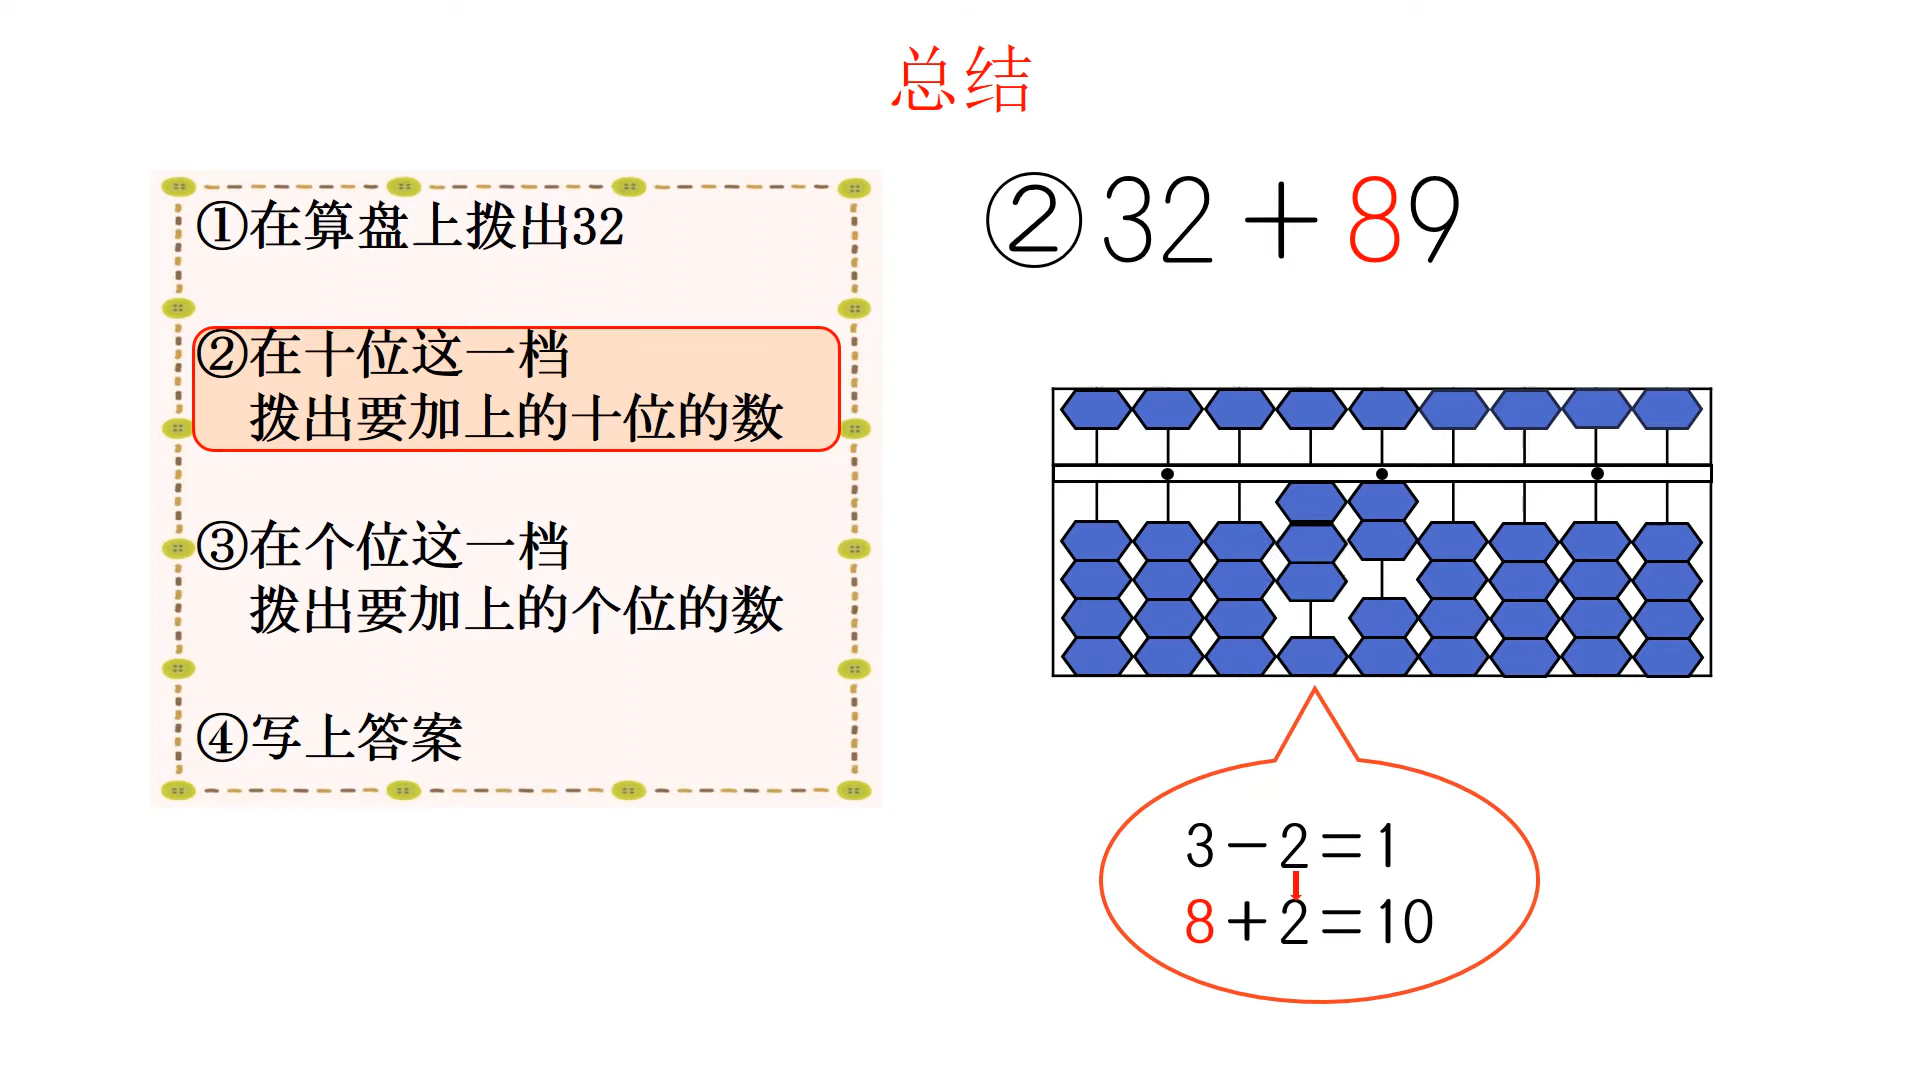 总结
①在算盘上拨出32
②在十位这一档
拨出要加上的十位的数
③在个位这一档
拨出要加上的个位的数
④写上答案
②32＋89
3－2＝1
8＋2＝10